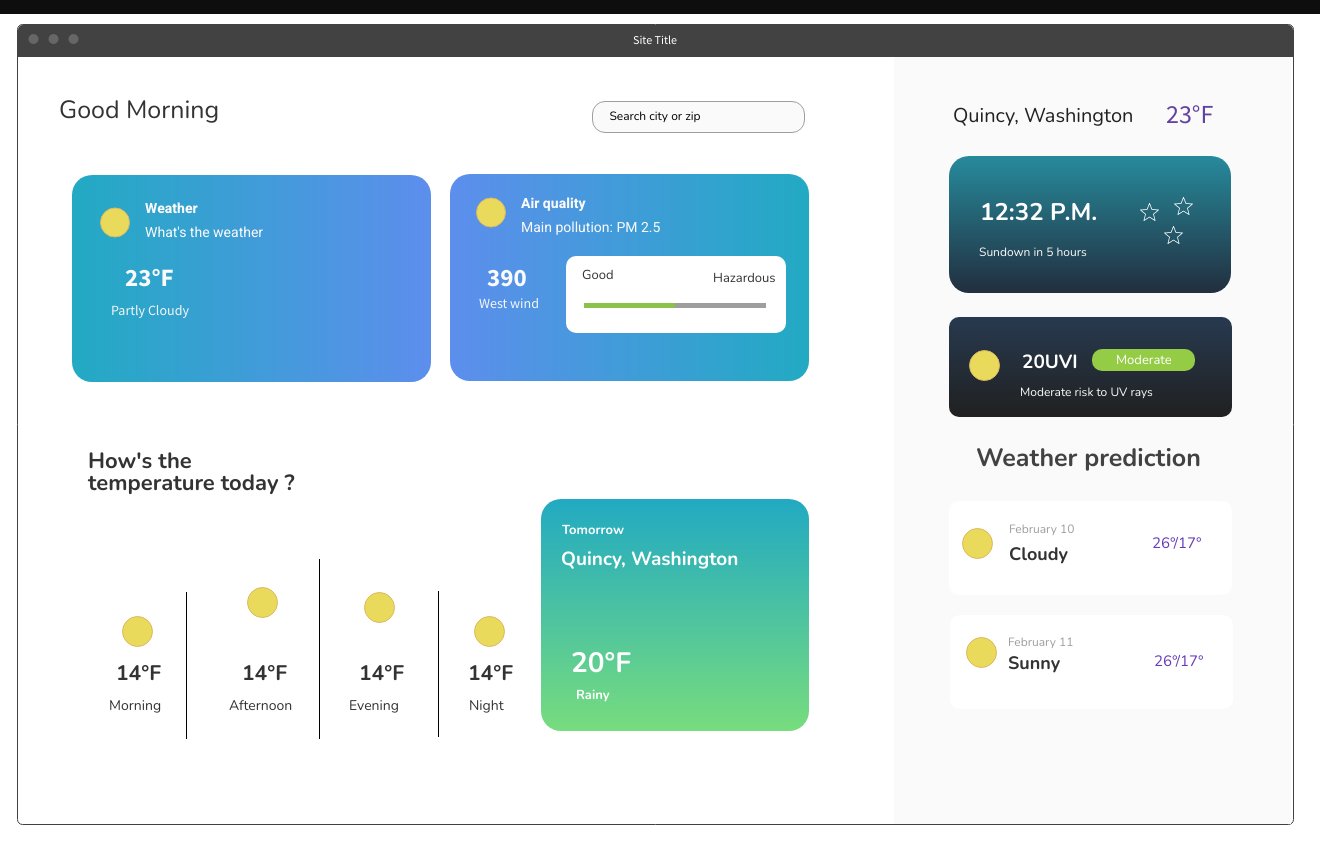 Site Title
Good Morning
Search city or zip
Weather
What's the weather
23°F
Partly Cloudy
Air quality
Main pollution: PM 2.5
390
West wind
Good
Hazardous
How's the
temperature today ?
14°F
Morning
14°F
Afternoon
14°F
Evening
14°F
Night
Tomorrow
Quincy, Washington
20°F
Rainy
Quincy, Washington
23°F
12:32 P.M.
Sundown in 5 hours
20UVI
Moderate
Moderate risk to UV rays
Weather prediction
February 10
Cloudy
26°/17°
February 11
Sunny
26°/17°